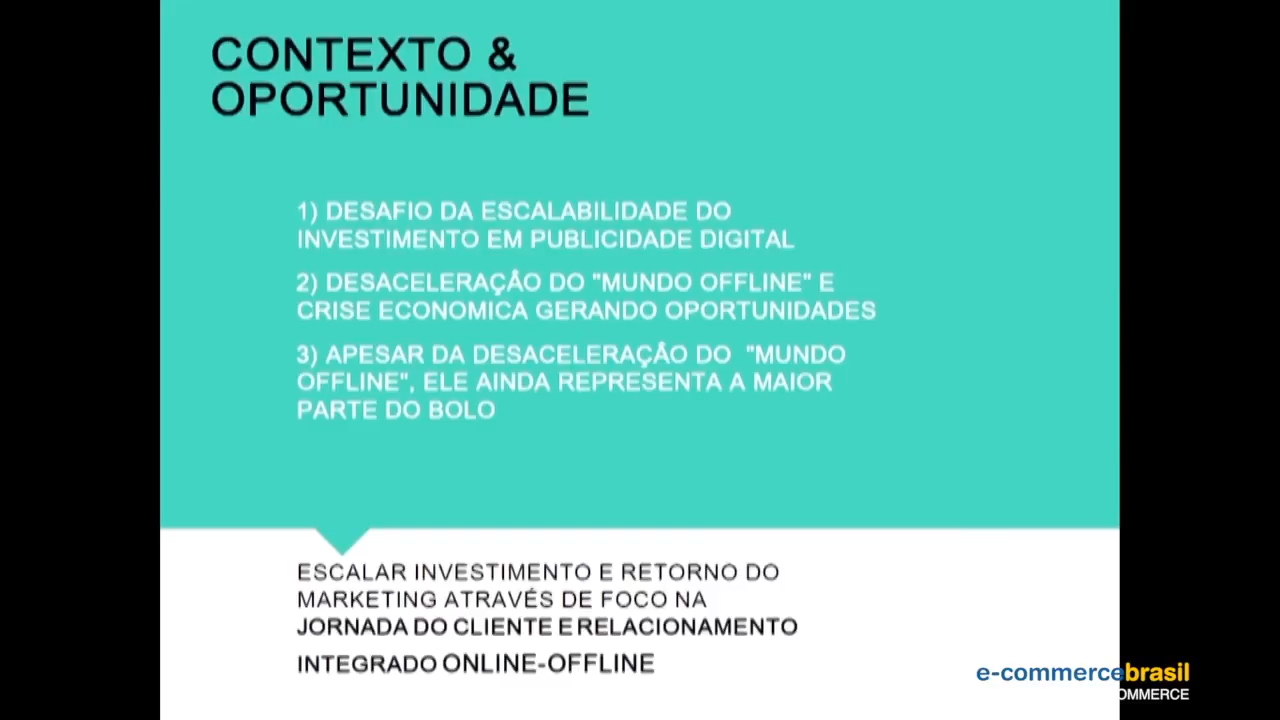 CONTEXTO &
OPORTUNIDADE
1) DESAFIO DA ESCALABILIDADE DO
INVESTIMENTO EM PUBLICIDADE DIGITAL
2) DESACELERAÇÃO DO "MUNDO OFFLINE" E
CRISE ECONOMICA GERANDO OPORTUNIDADES
3) APESAR DA DESACELERAÇÃO DO "MUNDO
OFFLINE", ELE AINDA REPRESENTA A MAIOR
PARTE DO BOLO
ESCALAR INVESTIMENTO E RETORNO DO
MARKETING ATRAVÉS DE FOCO NA
JORNADA DO CLIENTE E RELACIONAMENTO
INTEGRADO ONLINE-OFFLINE
e-commercebrasil
OMMERCE